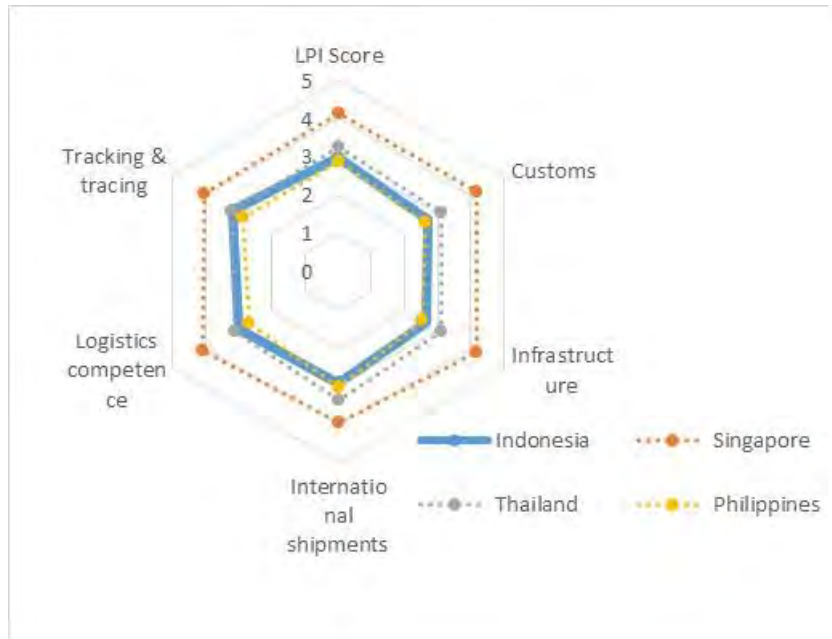 LPI Score
5
4
3
2
1
0
Customs
Infrastruct
ure
Internatio
nal
shipments
Logistics
competen
ce
Tracking &
tracing
Indonesia
Singapore
Thailand
Philippines